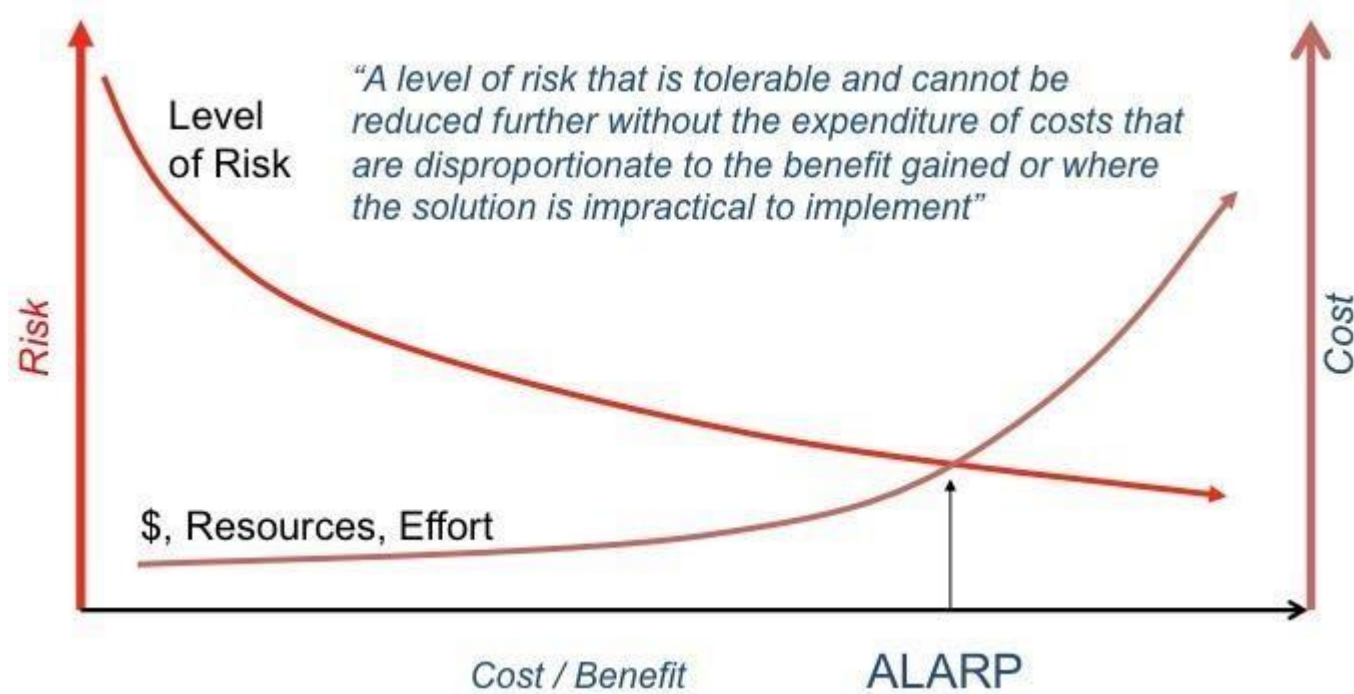 “A level of risk that is tolerable and cannot be
reduced further without the expenditure of costs that
are disproportionate to the benefit gained or where
the solution is impractical to implement”
Level
of Risk
Risk
Cost
$, Resources, Effort
Cost / Benefit
ALARP